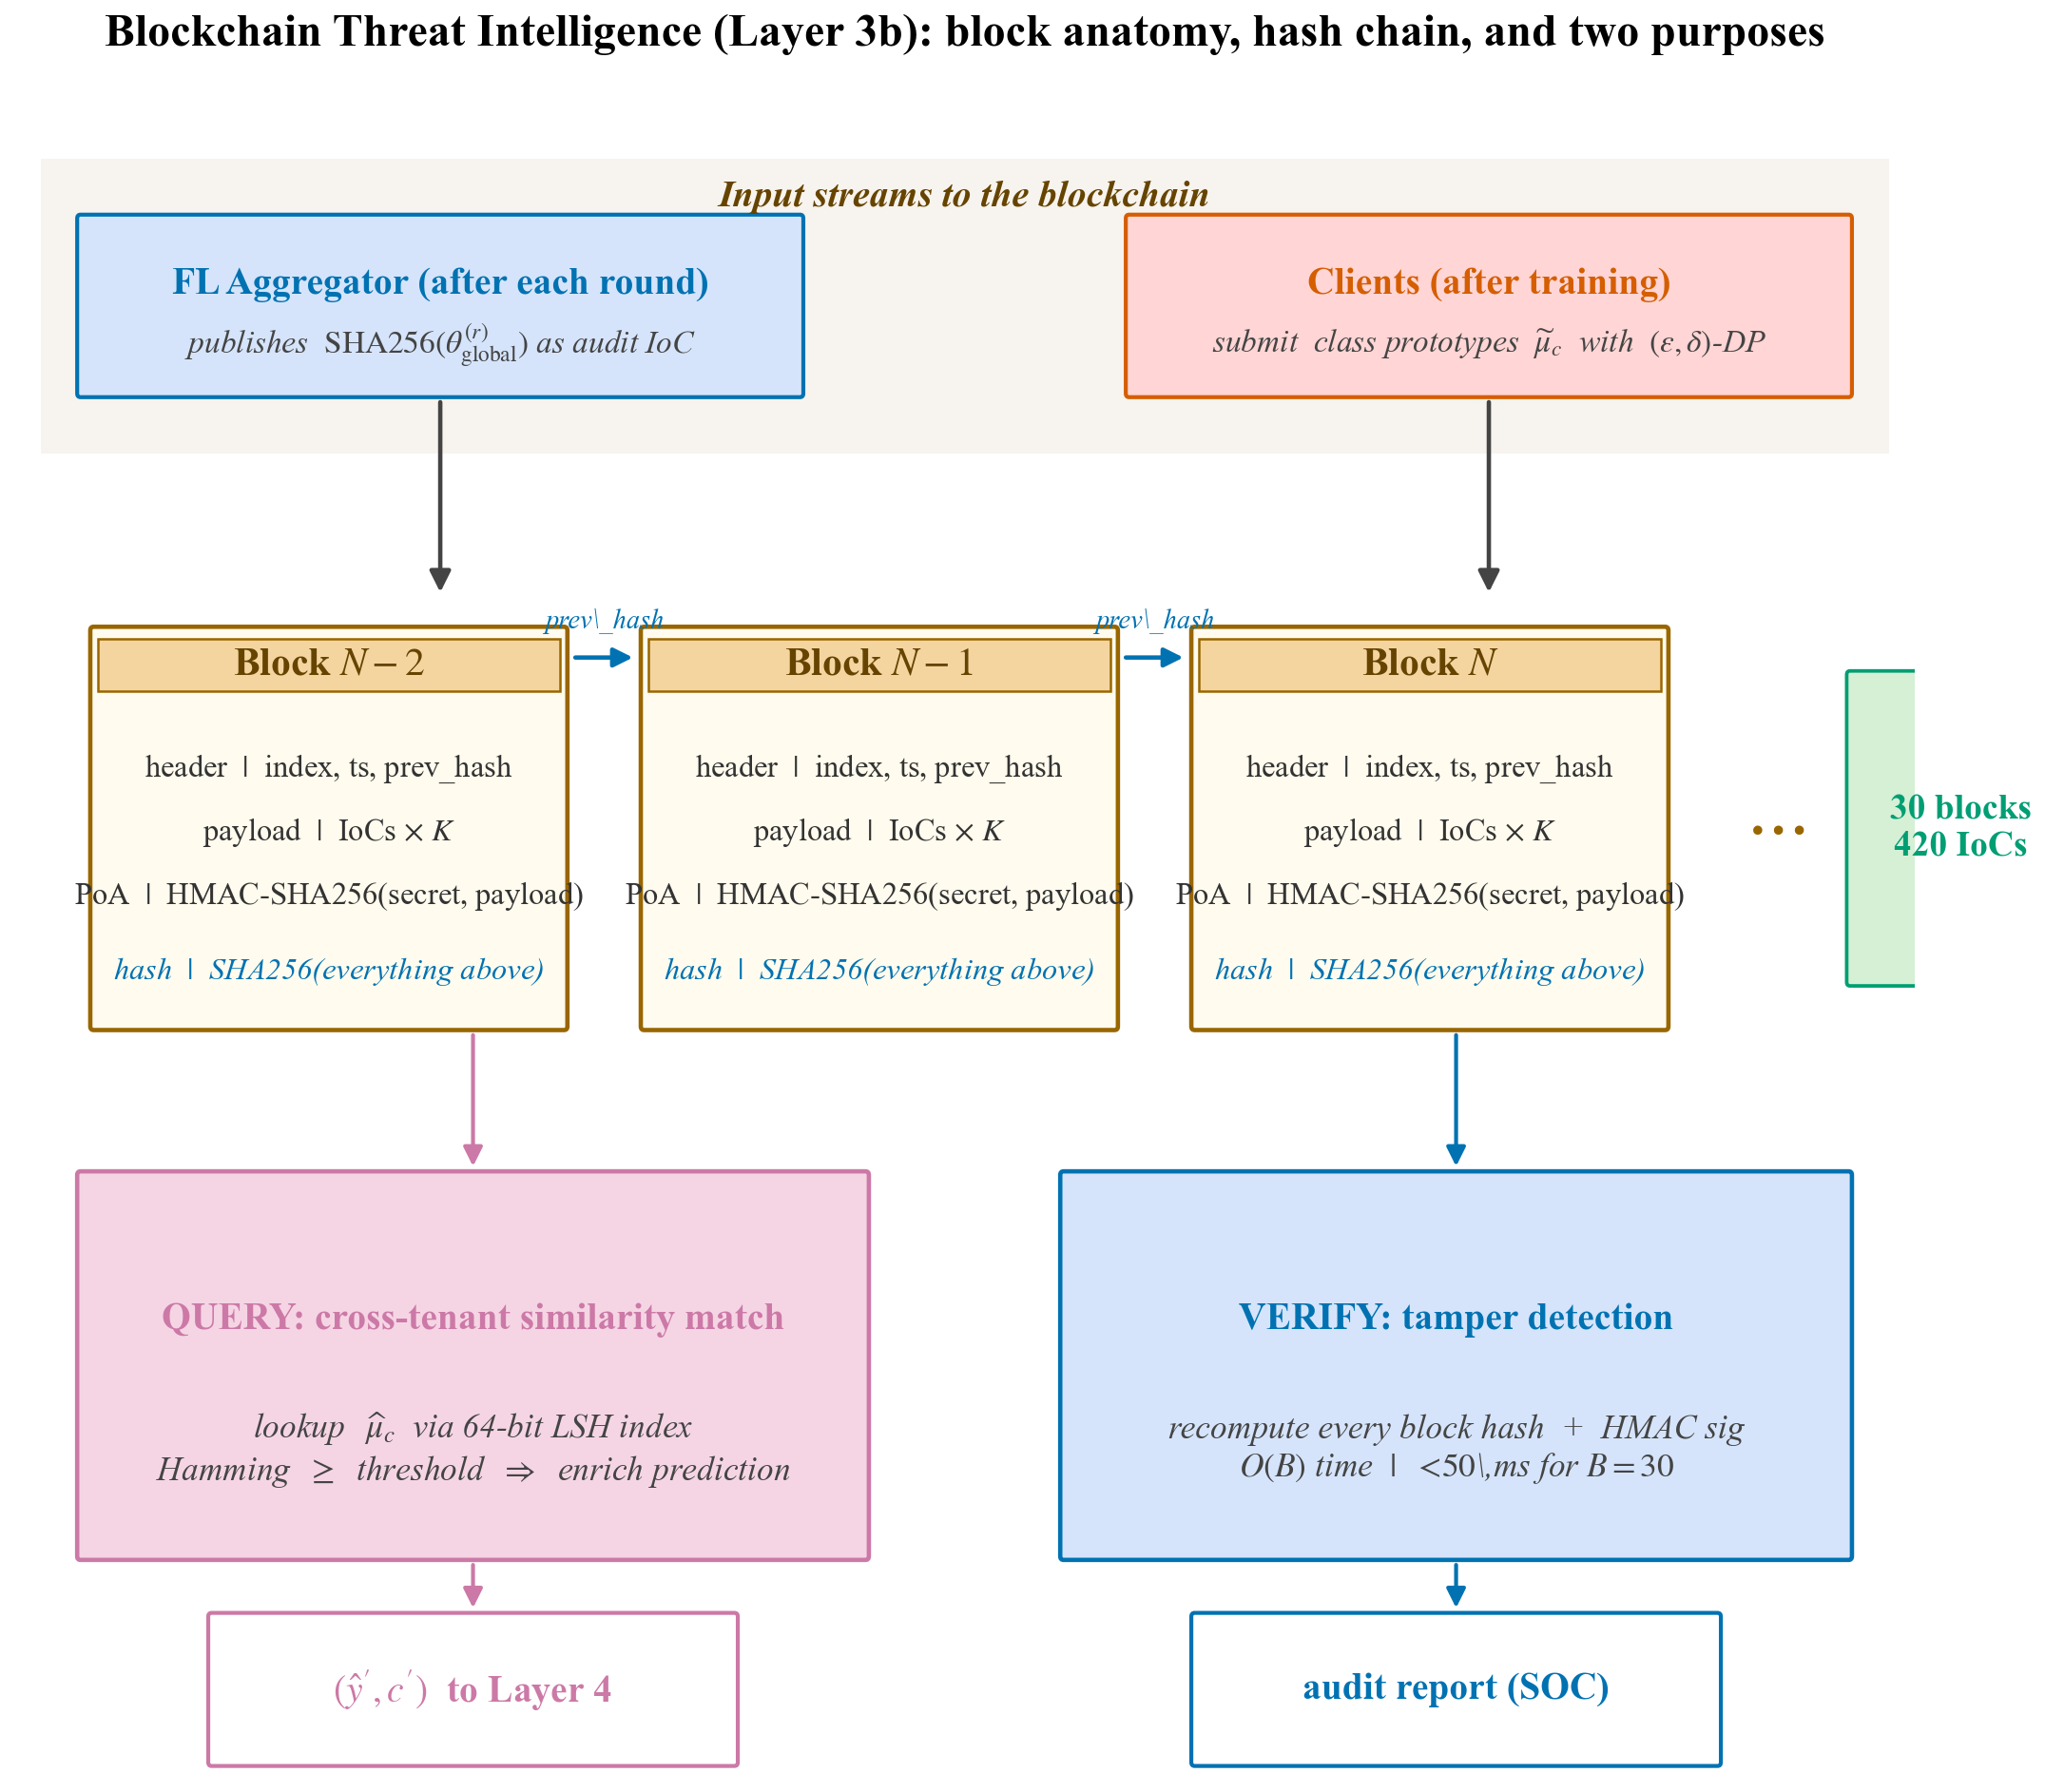 Blockchain Threat Intelligence (Layer 3b): block anatomy, hash chain, and two purposes
Input streams to the blockchain
FL Aggregator (after each round)
publishes SHA256(θ_global^(r)) as audit IoC
Clients (after training)
submit class prototypes μ̃_c with (ε, δ)-DP
prev\_hash
prev\_hash
Block N − 2
header | index, ts, prev_hash
payload | IoCs × K
PoA | HMAC-SHA256(secret, payload)
hash | SHA256(everything above)
Block N − 1
header | index, ts, prev_hash
payload | IoCs × K
PoA | HMAC-SHA256(secret, payload)
hash | SHA256(everything above)
Block N
header | index, ts, prev_hash
payload | IoCs × K
PoA | HMAC-SHA256(secret, payload)
hash | SHA256(everything above)
...
30 blocks
420 IoCs
QUERY: cross-tenant similarity match
lookup μ̂_c via 64-bit LSH index
Hamming ≥ threshold ⇒ enrich prediction
VERIFY: tamper detection
recompute every block hash + HMAC sig
O(B) time | <50\,ms for B = 30
(ŷ′, c′) to Layer 4
audit report (SOC)